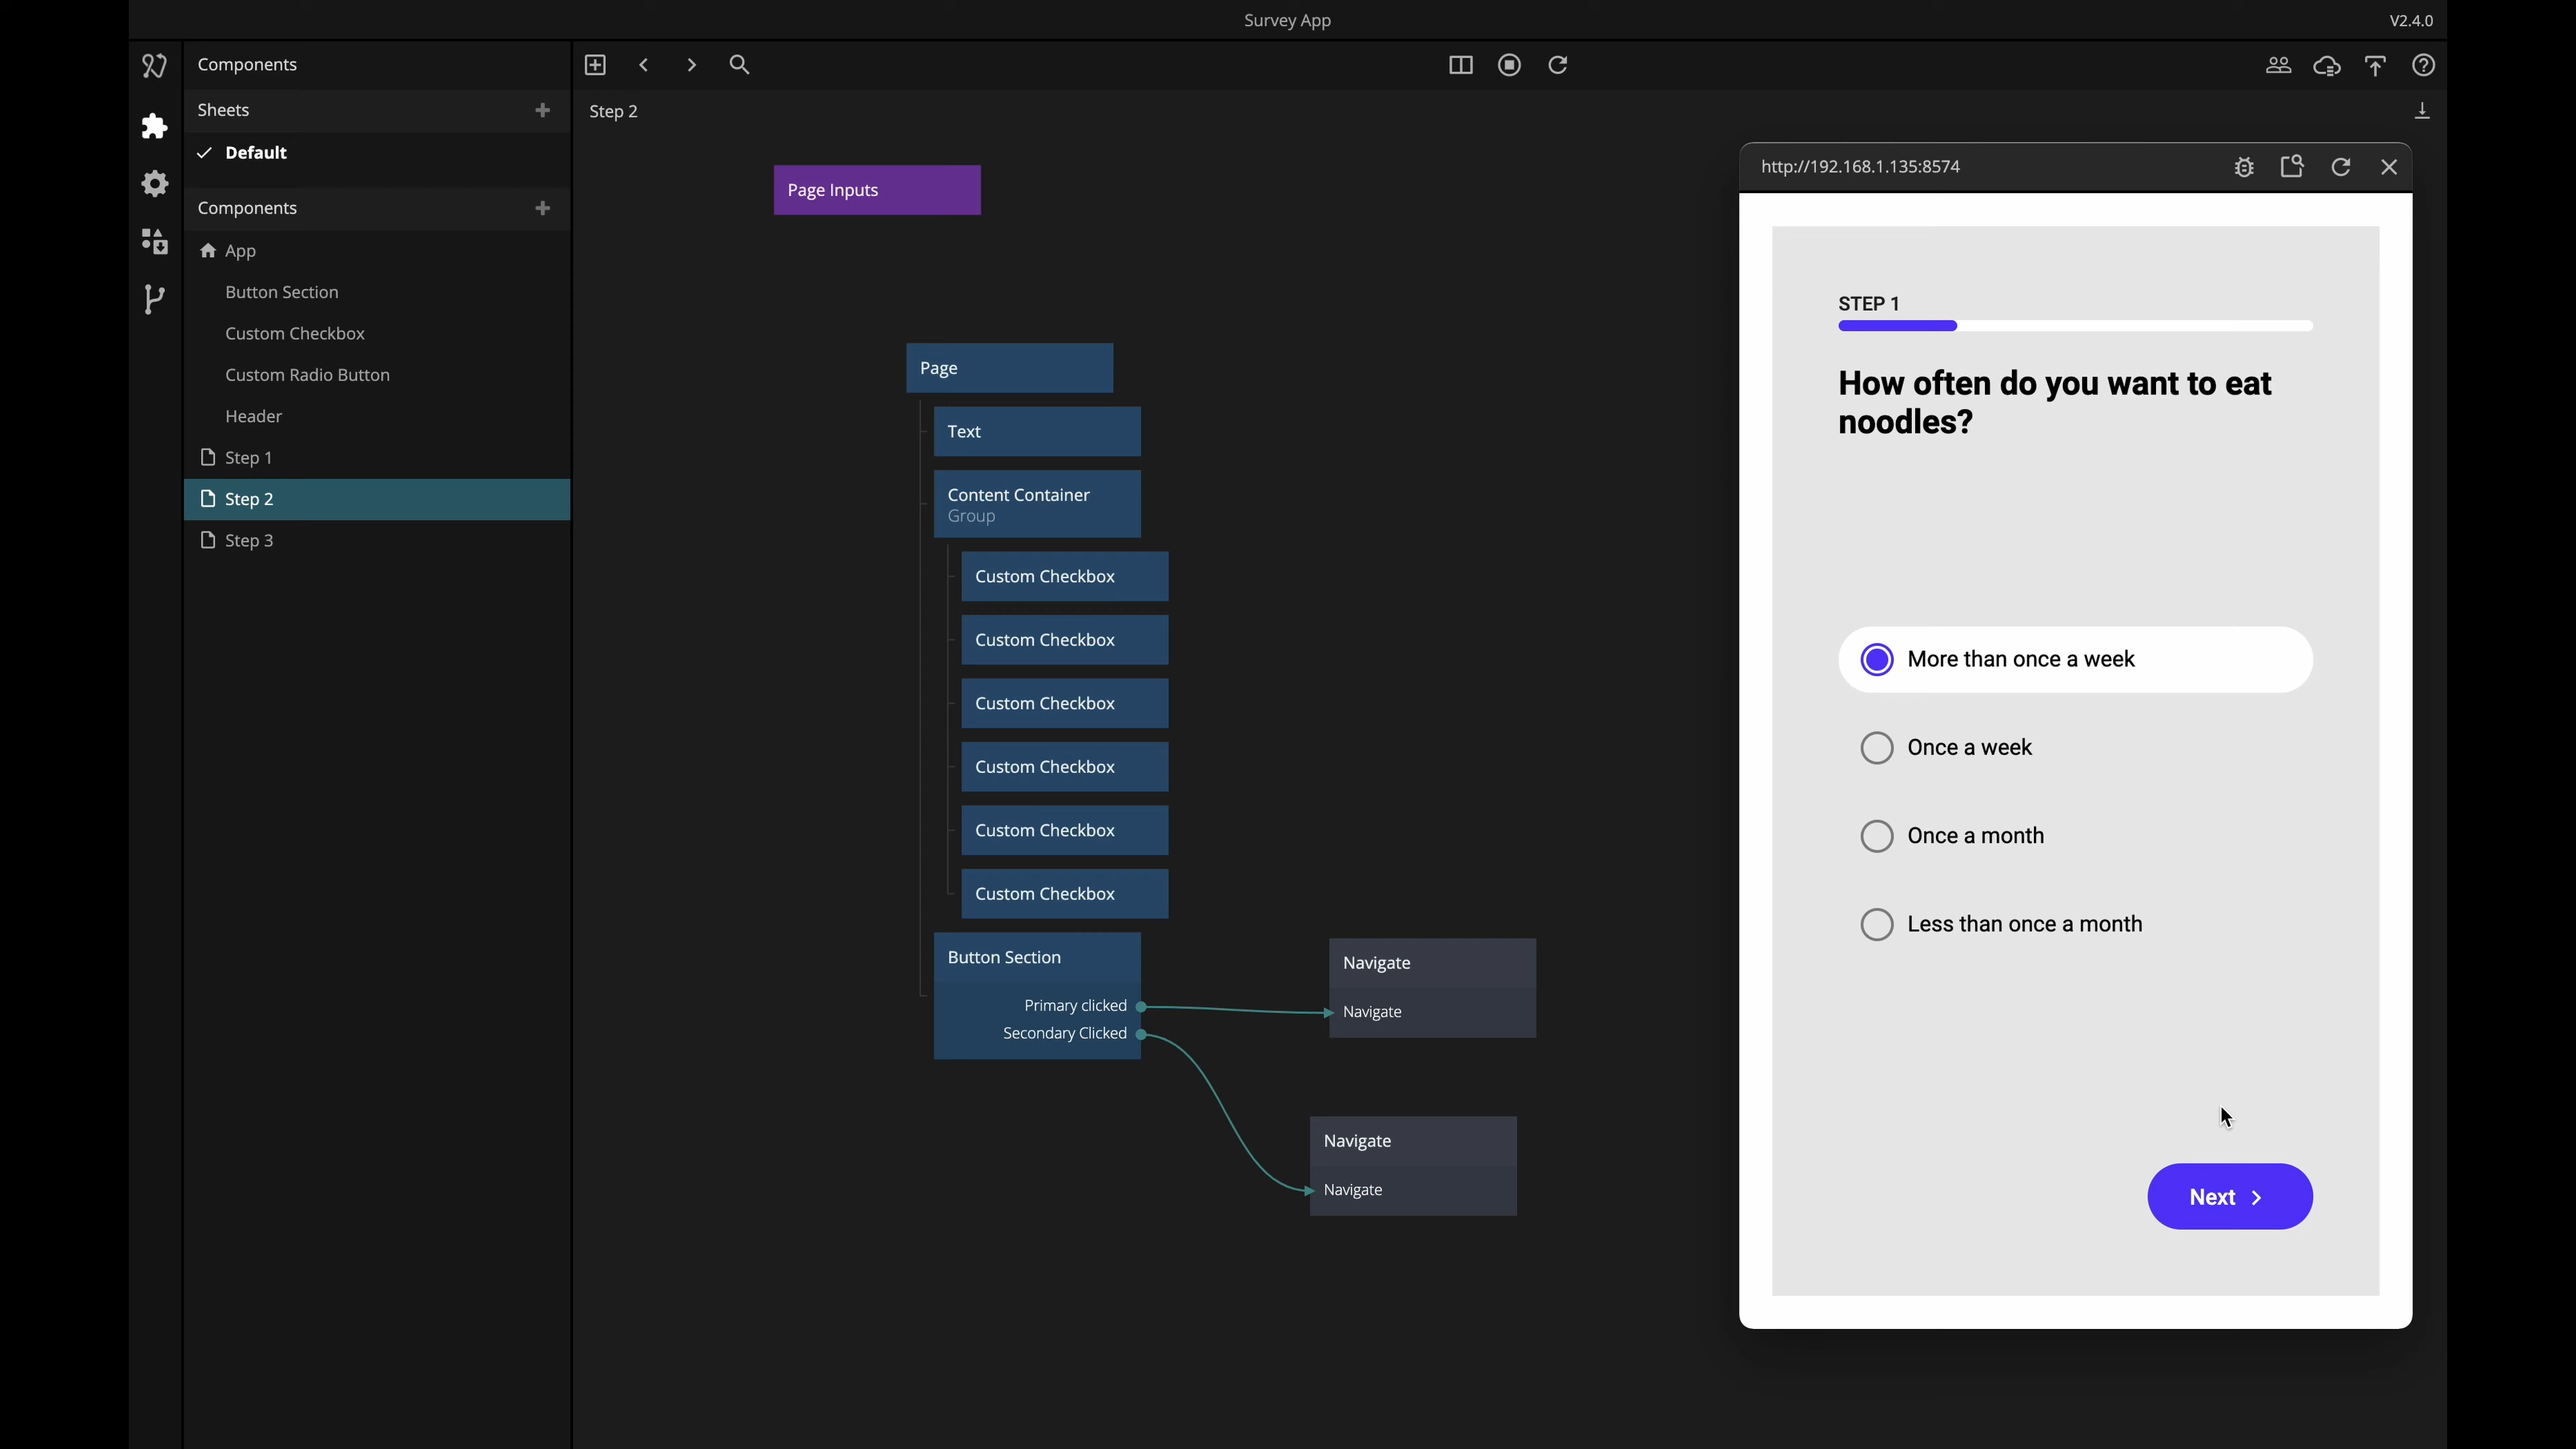 Survey App
V2.4.0
Components
Sheets
Default
Components
App
Button Section
Custom Checkbox
Custom Radio Button
Header
Step 1
Step 2
Step 3
Step 2
Page Inputs
Page
Text
Content Container
Group
Custom Checkbox
Custom Checkbox
Custom Checkbox
Custom Checkbox
Custom Checkbox
Custom Checkbox
Button Section
Primary clicked
Secondary Clicked
Navigate
Navigate
Navigate
Navigate
http://192.168.1.135:8574
STEP 1
How often do you want to eat
noodles?
More than once a week
Once a week
Once a month
Less than once a month
Next